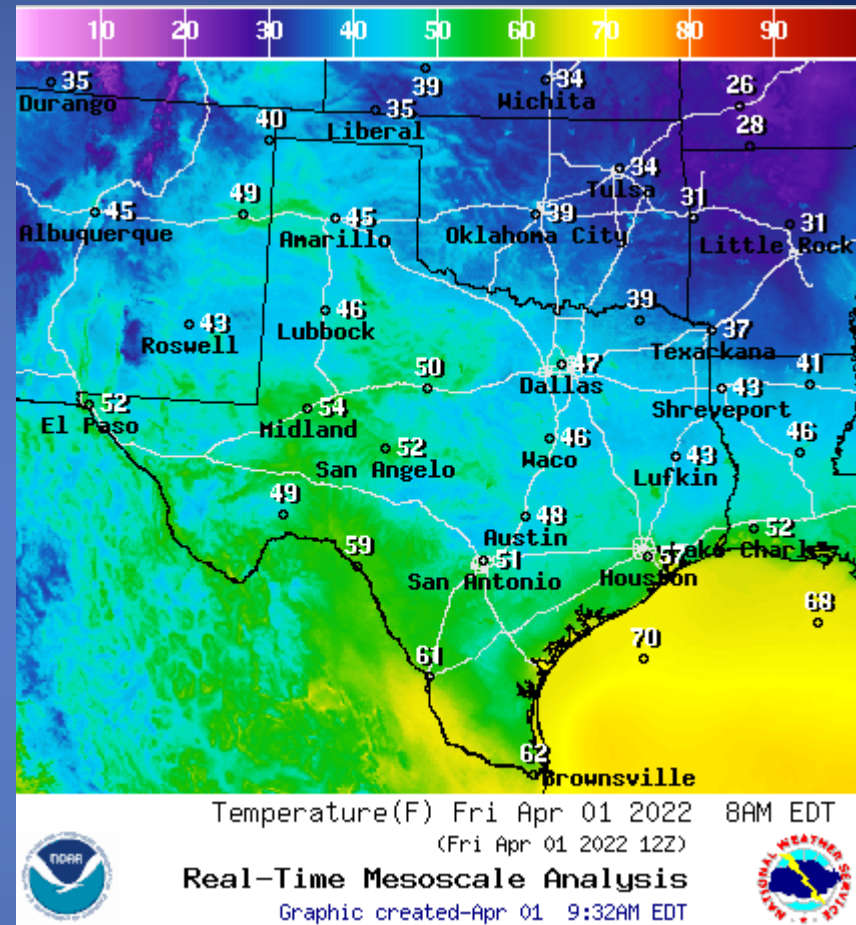 10 20 30 40 50 60 70 80 90
35 39 34 26
Durango Wichita
40 35 28
Liberal
34
Tulsa
49 31
45 45 39 31
Albuquerque Amarillo Oklahoma City Little Rock
43 46 39
Roswell Lubbock 37
Texarkana
50 47 41
Dallas 43
Shreveport
52 54
El Paso Midland
52 46 43 46
San Angelo Waco Lufkin
49 48 52
Austin
59 51 57 Lake Charl
San Antonio Houston
68
61 70
62
Brownsville
Temperature(F) Fri Apr 01 2022 8AM EDT
(Fri Apr 01 2022 12Z)
NOAA
NATIONAL WEATHER SERVICE
Real-Time Mesoscale Analysis
Graphic created-Apr 01 9:32AM EDT